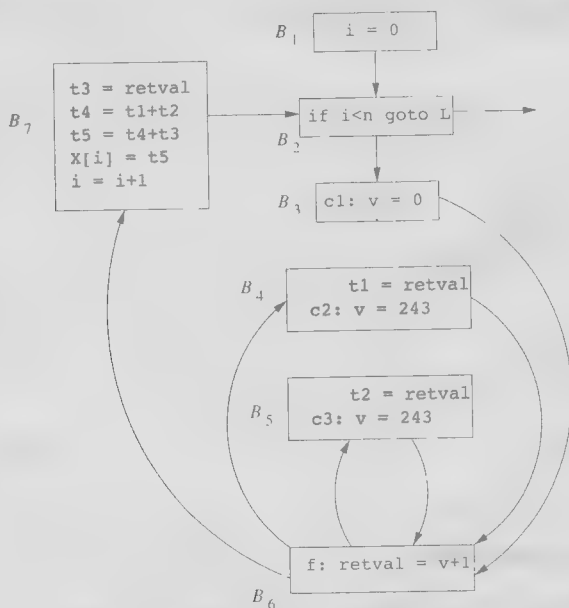 B1
i = 0
B7
t3 = retval
t4 = t1+t2
t5 = t4+t3
X[i] = t5
i = i+1
if i<n goto L
B2
B3
c1: v = 0
B4
t1 = retval
c2: v = 243
B5
t2 = retval
c3: v = 243
f: retval = v+1
B6